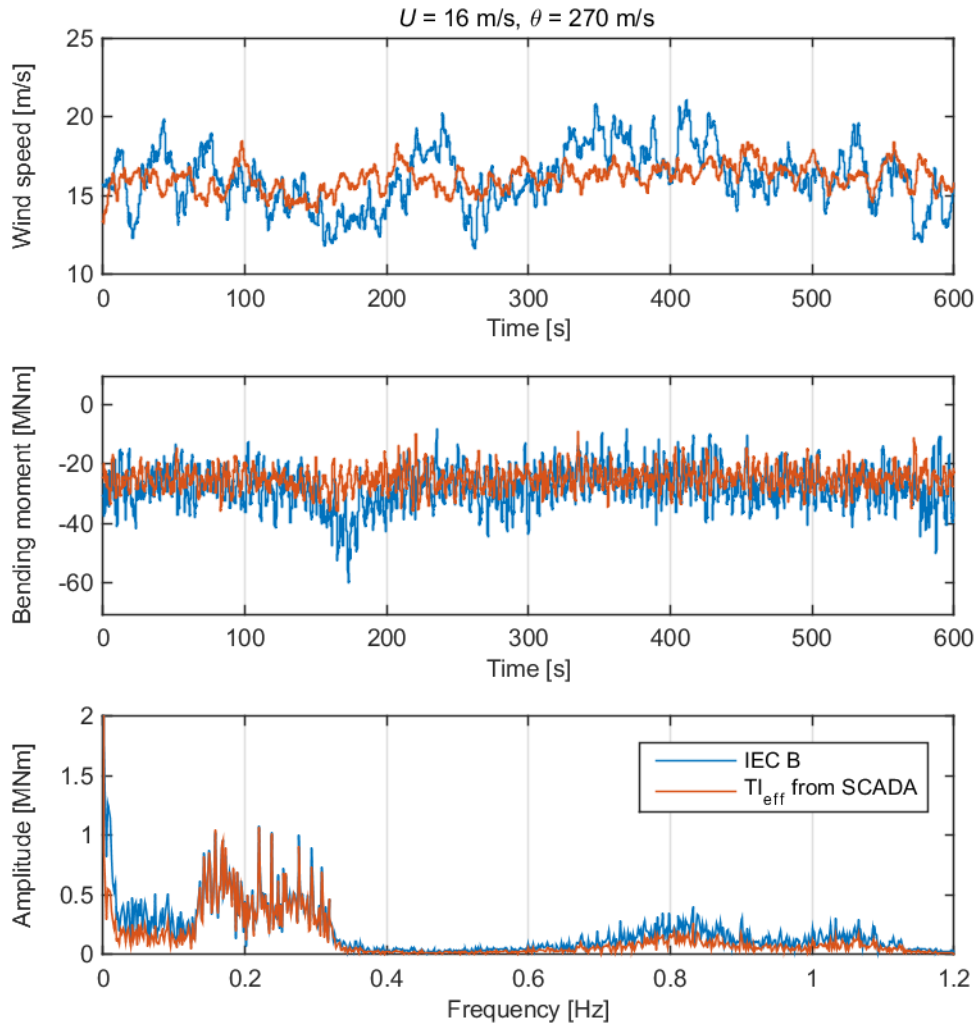 U = 16 m/s, θ = 270 m/s
25
20
15
10
Wind speed [m/s]
0 100 200 300 400 500 600
Time [s]
0
-20
-40
-60
Bending moment [MNm]
0 100 200 300 400 500 600
Time [s]
2
1.5
1
0.5
0
Amplitude [MNm]
IEC B
TI_eff from SCADA
0 0.2 0.4 0.6 0.8 1 1.2
Frequency [Hz]